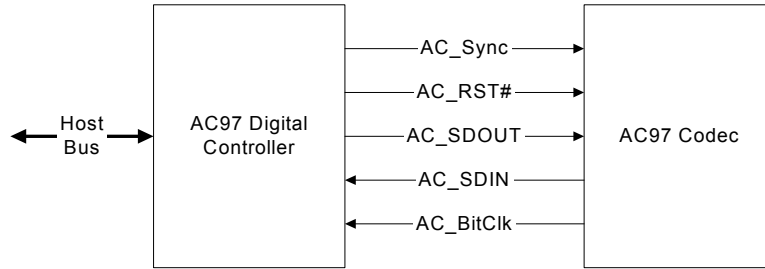 AC_Sync
AC_RST#
Host
Bus
AC97 Digital
Controller
AC_SDOUT
AC97 Codec
AC_SDIN
AC_BitClk